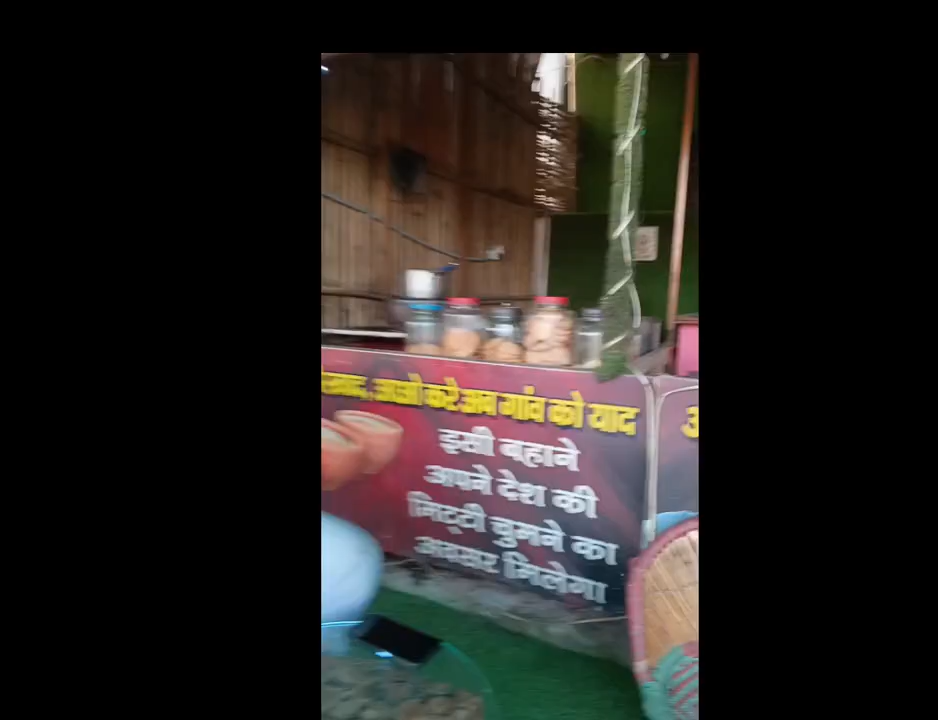 आओ करे अब गांव को याद
इसी बहाने
अपने देश की
मिट्टी चुमने का
अवसर मिलेगा